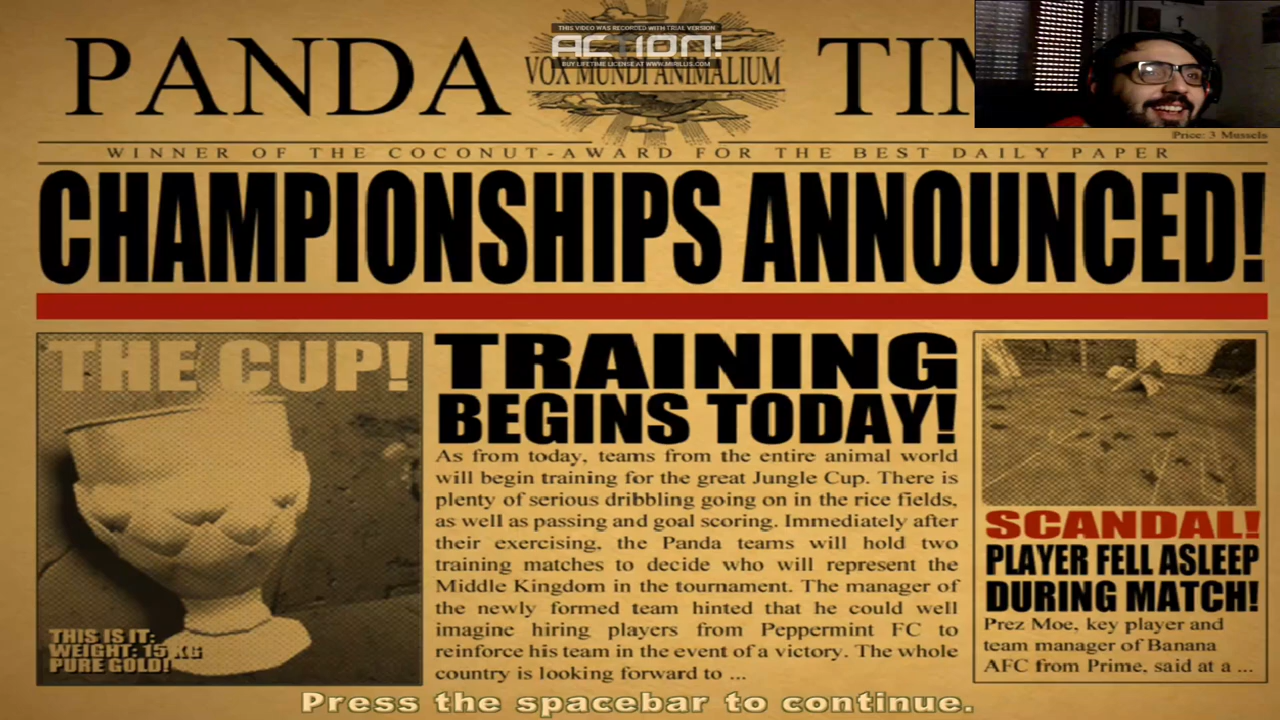 THIS VIDEO WAS RECORDED WITH TRIAL VERSION
ACTION!
BUY LIFETIME LICENSE AT WWW.MIRILLIS.COM
PANDA TIM
VOX MUNDI ANIMALIUM
Price: 3 Mussels
WINNER OF THE COCONUT-AWARD FOR THE BEST DAILY PAPER
CHAMPIONSHIPS ANNOUNCED!
THE CUP!
THIS IS IT:
WEIGHT: 15 KG
PURE GOLD!
TRAINING
BEGINS TODAY!
As from today, teams from the entire animal world
will begin training for the great Jungle Cup. There is
plenty of serious dribbling going on in the rice fields,
as well as passing and goal scoring. Immediately after
their exercising, the Panda teams will hold two
training matches to decide who will represent the
Middle Kingdom in the tournament. The manager of
the newly formed team hinted that he could well
imagine hiring players from Peppermint FC to
reinforce his team in the event of a victory. The whole
country is looking forward to ...
SCANDAL!
PLAYER FELL ASLEEP
DURING MATCH!
Prez Moe, key player and
team manager of Banana
AFC from Prime, said at a ...
Press the spacebar to continue.